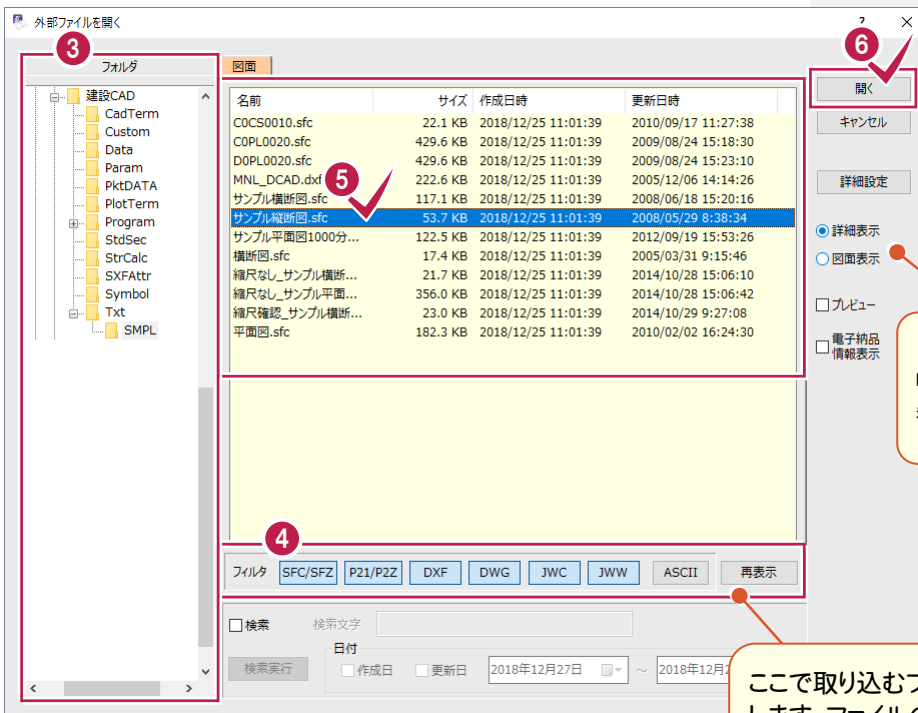 外部ファイルを開く
?
×
3
6
フォルダ
図面
開く
キャンセル
詳細設定
詳細表示
図面表示
プレビュー
電子納品
情報表示
建設CAD
CadTerm
Custom
Data
Param
PktDATA
PlotTerm
Program
StdSec
StrCalc
SXFAttr
Symbol
Txt
SMPL
名前 サイズ 作成日時 更新日時
C0CS0010.sfc 22.1 KB 2018/12/25 11:01:39 2010/09/17 11:27:38
C0PL0020.sfc 429.6 KB 2018/12/25 11:01:39 2009/08/24 15:18:30
D0PL0020.sfc 429.6 KB 2018/12/25 11:01:39 2009/08/24 15:23:10
MNL_DCAD.dxf 222.6 KB 2018/12/25 11:01:39 2005/12/06 14:14:26
5
サンプル横断図.sfc 117.1 KB 2018/12/25 11:01:39 2008/06/18 15:20:16
サンプル縦断図.sfc 53.7 KB 2018/12/25 11:01:39 2008/05/29 8:38:34
サンプル平面図1000分... 122.5 KB 2018/12/25 11:01:39 2012/09/19 15:53:26
横断図.sfc 17.4 KB 2018/12/25 11:01:39 2005/03/31 9:15:46
縮尺なし_サンプル横断... 21.7 KB 2018/12/25 11:01:39 2014/10/28 15:06:10
縮尺なし_サンプル平面... 356.0 KB 2018/12/25 11:01:39 2014/10/28 15:06:42
縮尺確認_サンプル横断... 23.0 KB 2018/12/25 11:01:39 2014/10/29 9:27:08
平面図.sfc 182.3 KB 2018/12/25 11:01:39 2010/02/02 16:24:30
4
フィルタ SFC/SFZ P21/P2Z DXF DWG JWC JWW ASCII 再表示
検索 検索文字
日付
検索実行 作成日 更新日 2018年12月27日 ～ 2018年12月2
ここで取り込むフ
します。ファイルの